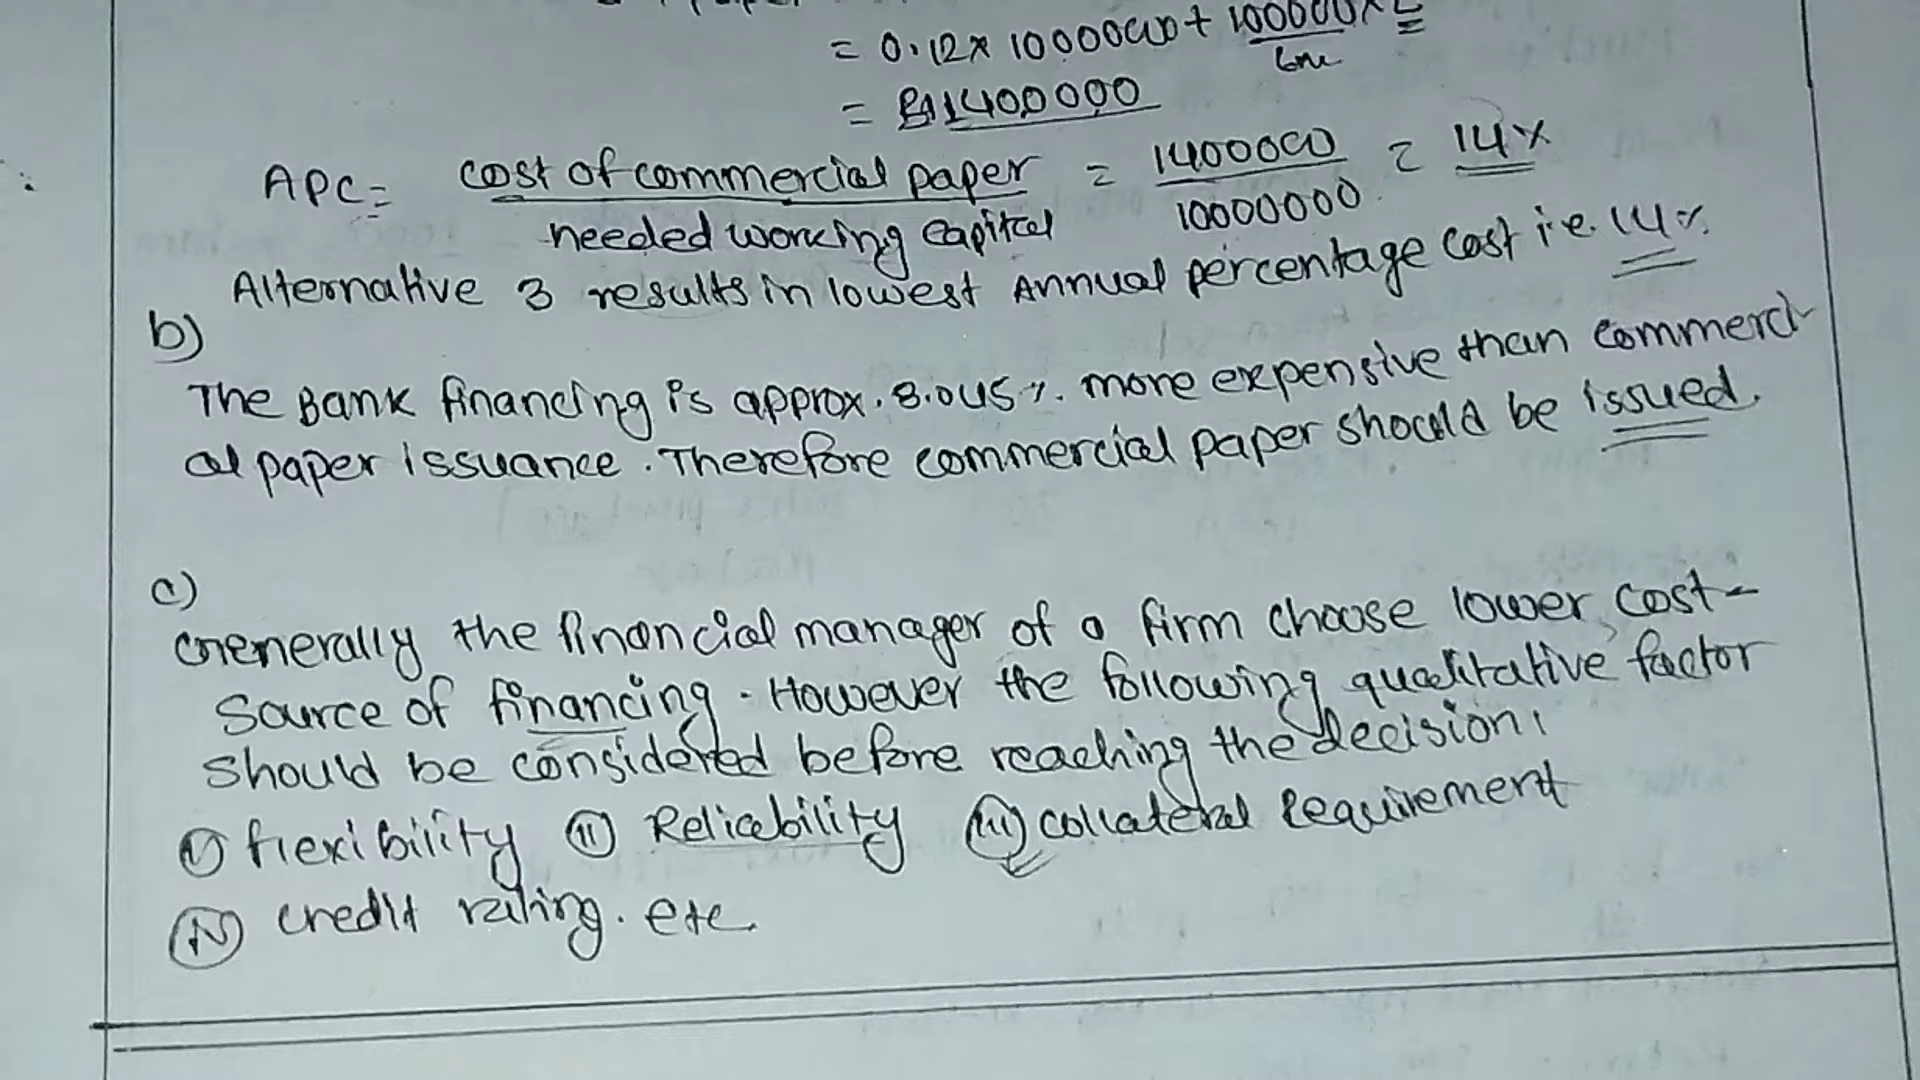 = 0.12 x 10000000 + 100000 x
6m
= 1400000
APC = cost of commercial paper / needed working capital = 1400000 / 10000000 = 14%
Alternative 3 results in lowest Annual percentage cost i.e. 14%
b)
The Bank financing is approx. 8.045%. more expensive than commerci
al paper issuance. Therefore commercial paper should be issued.
c)
Generally the financial manager of a firm choose lower cost-
Source of financing. However the following qualitative factor
should be considered before reaching the decision:
(i) flexibility (ii) Reliability (iii) collateral requirement
(iv) credit rating. etc